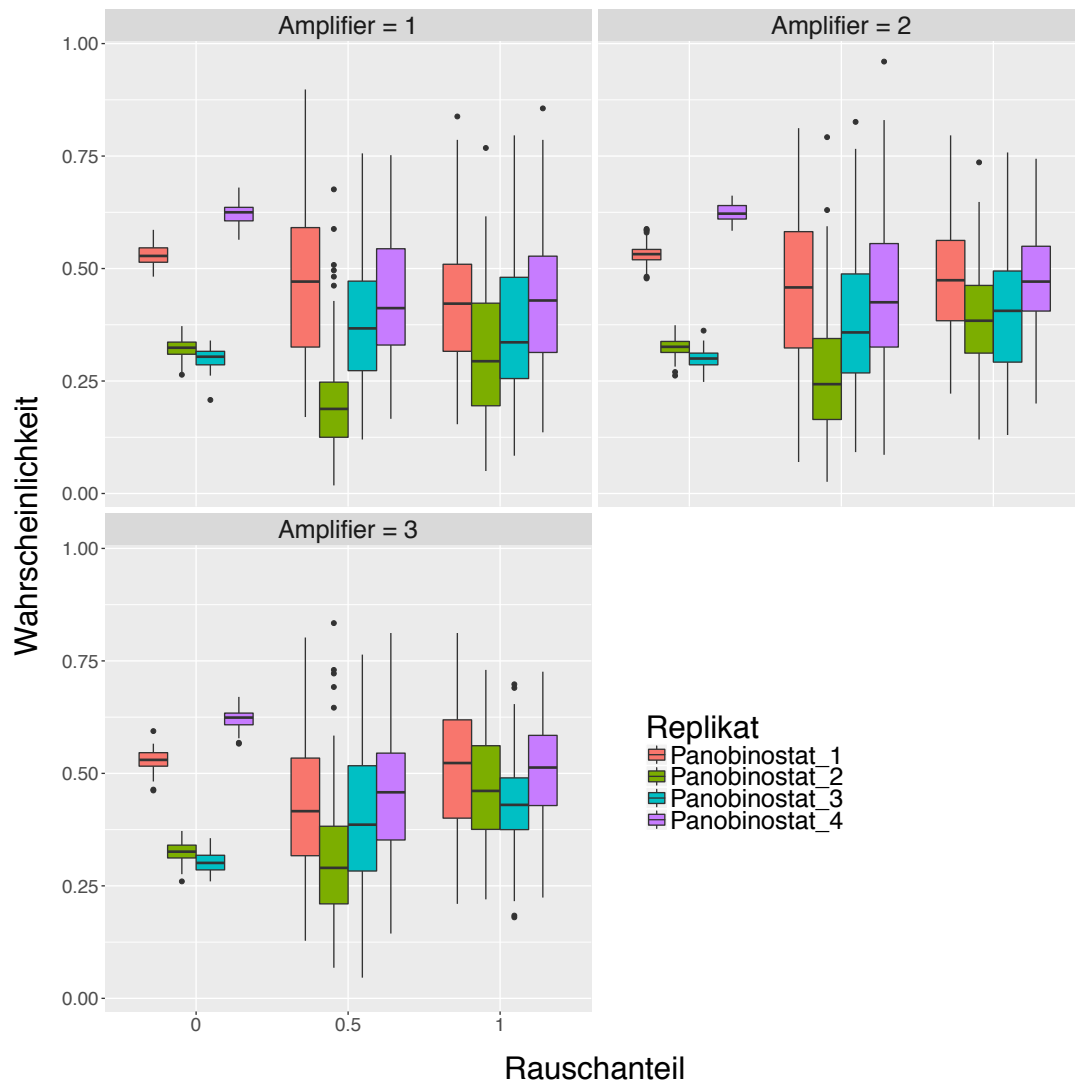 Amplifier = 1
Amplifier = 2
1.00
0.75
0.50
0.25
0.00
Wahrscheinlichkeit
Amplifier = 3
1.00
0.75
0.50
0.25
0.00
0
0.5
1
Rauschanteil
Replikat
Panobinostat_1
Panobinostat_2
Panobinostat_3
Panobinostat_4